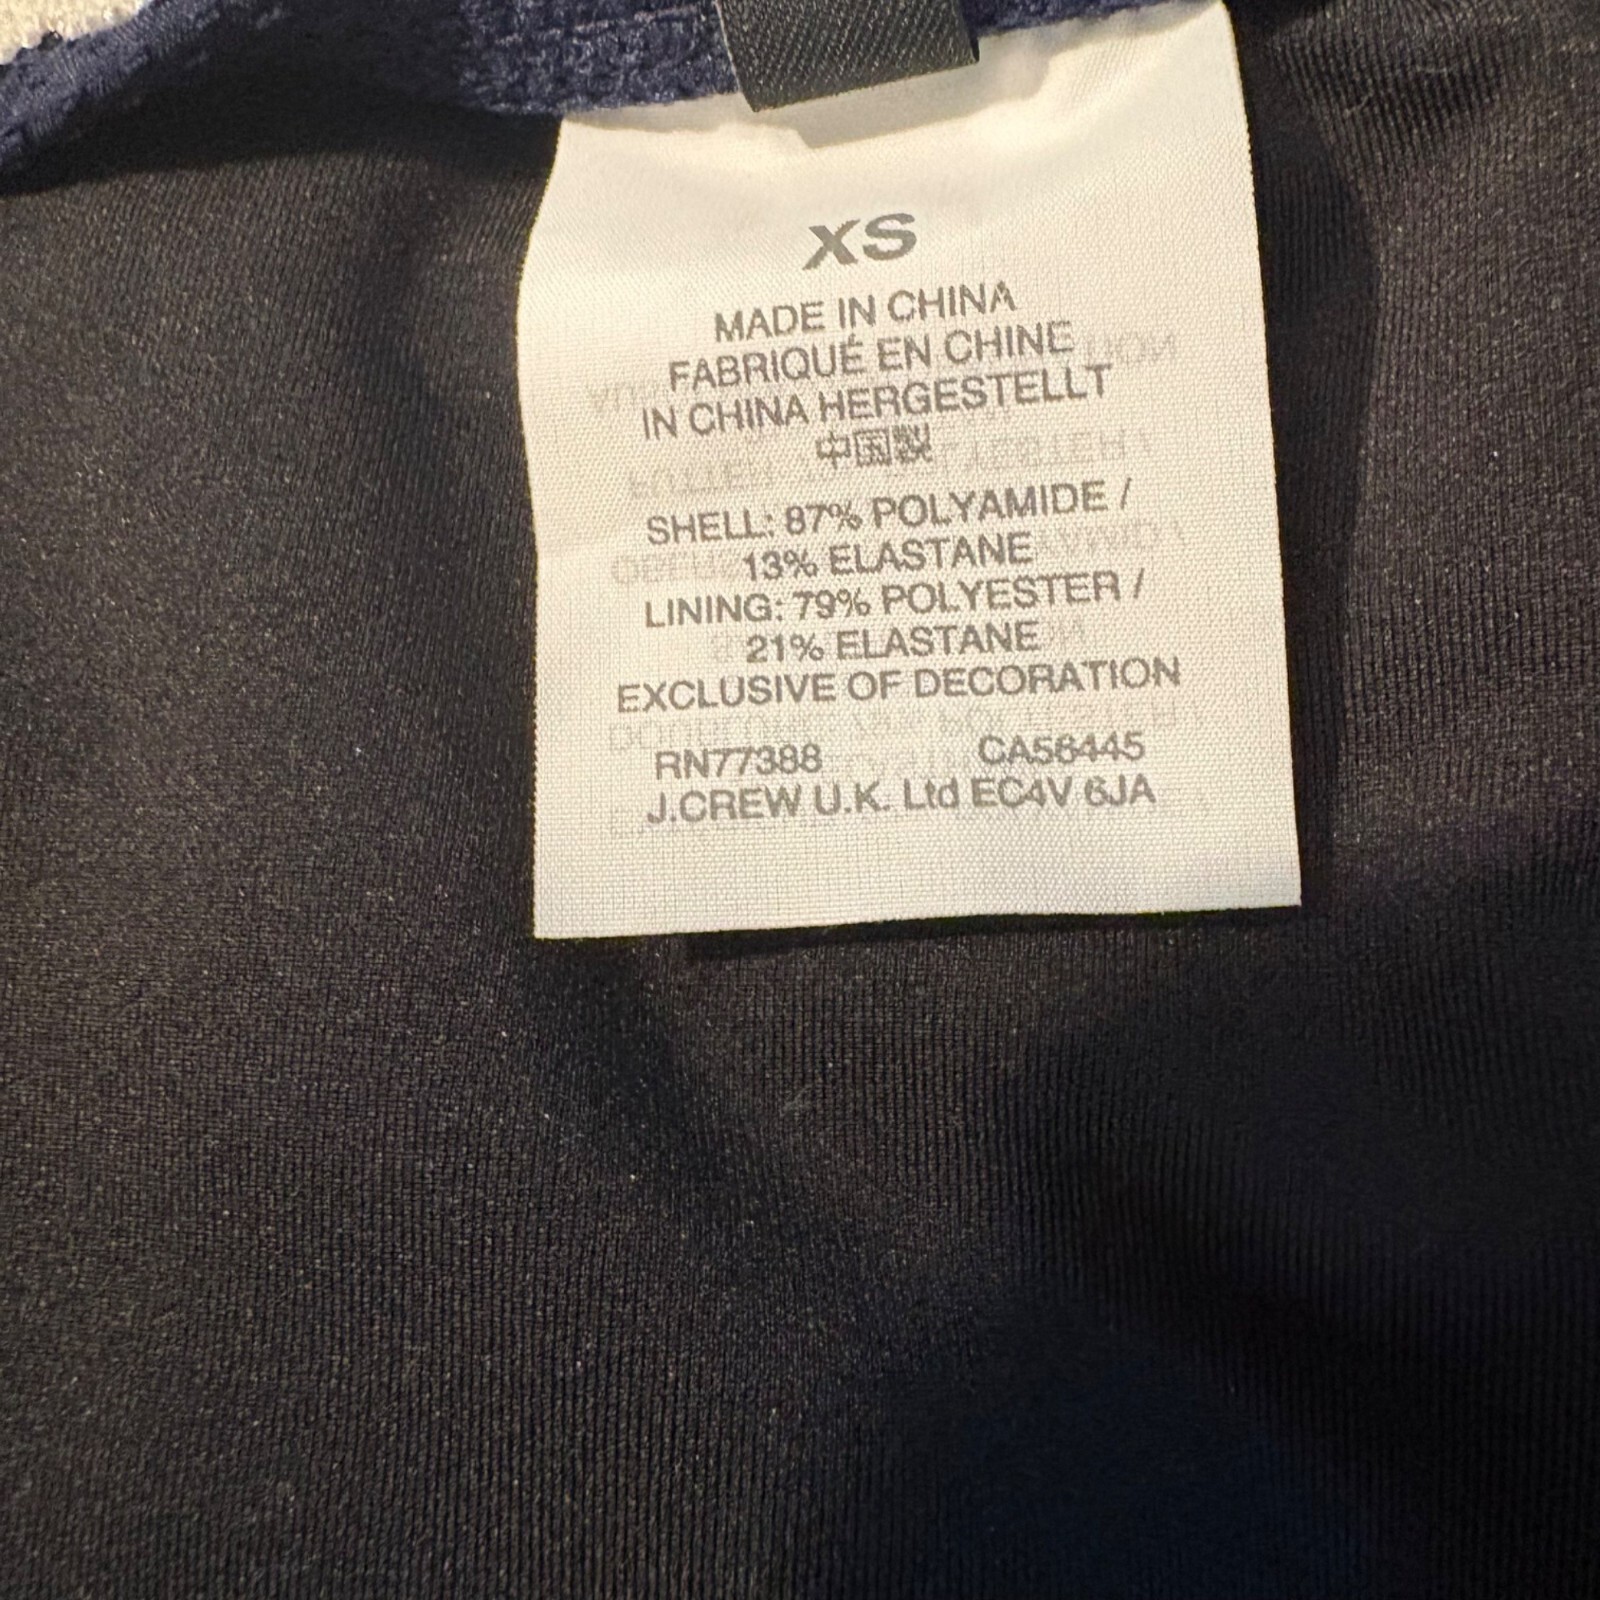 XS
MADE IN CHINA
FABRIQUÉ EN CHINE
IN CHINA HERGESTELLT
中国製
SHELL: 87% POLYAMIDE /
13% ELASTANE
LINING: 79% POLYESTER /
21% ELASTANE
EXCLUSIVE OF DECORATION
RN77388 CA56445
J.CREW U.K. Ltd EC4V 6JA